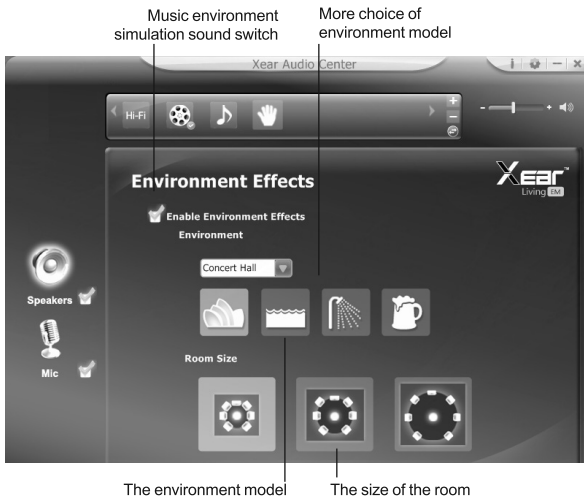 Music environment
simulation sound switch
More choice of
environment model
Xear Audio Center
Hi-Fi
Xear™
Living EM
Environment Effects
Enable Environment Effects
Environment
Concert Hall
Speakers
Mic
Room Size
The environment model
The size of the room